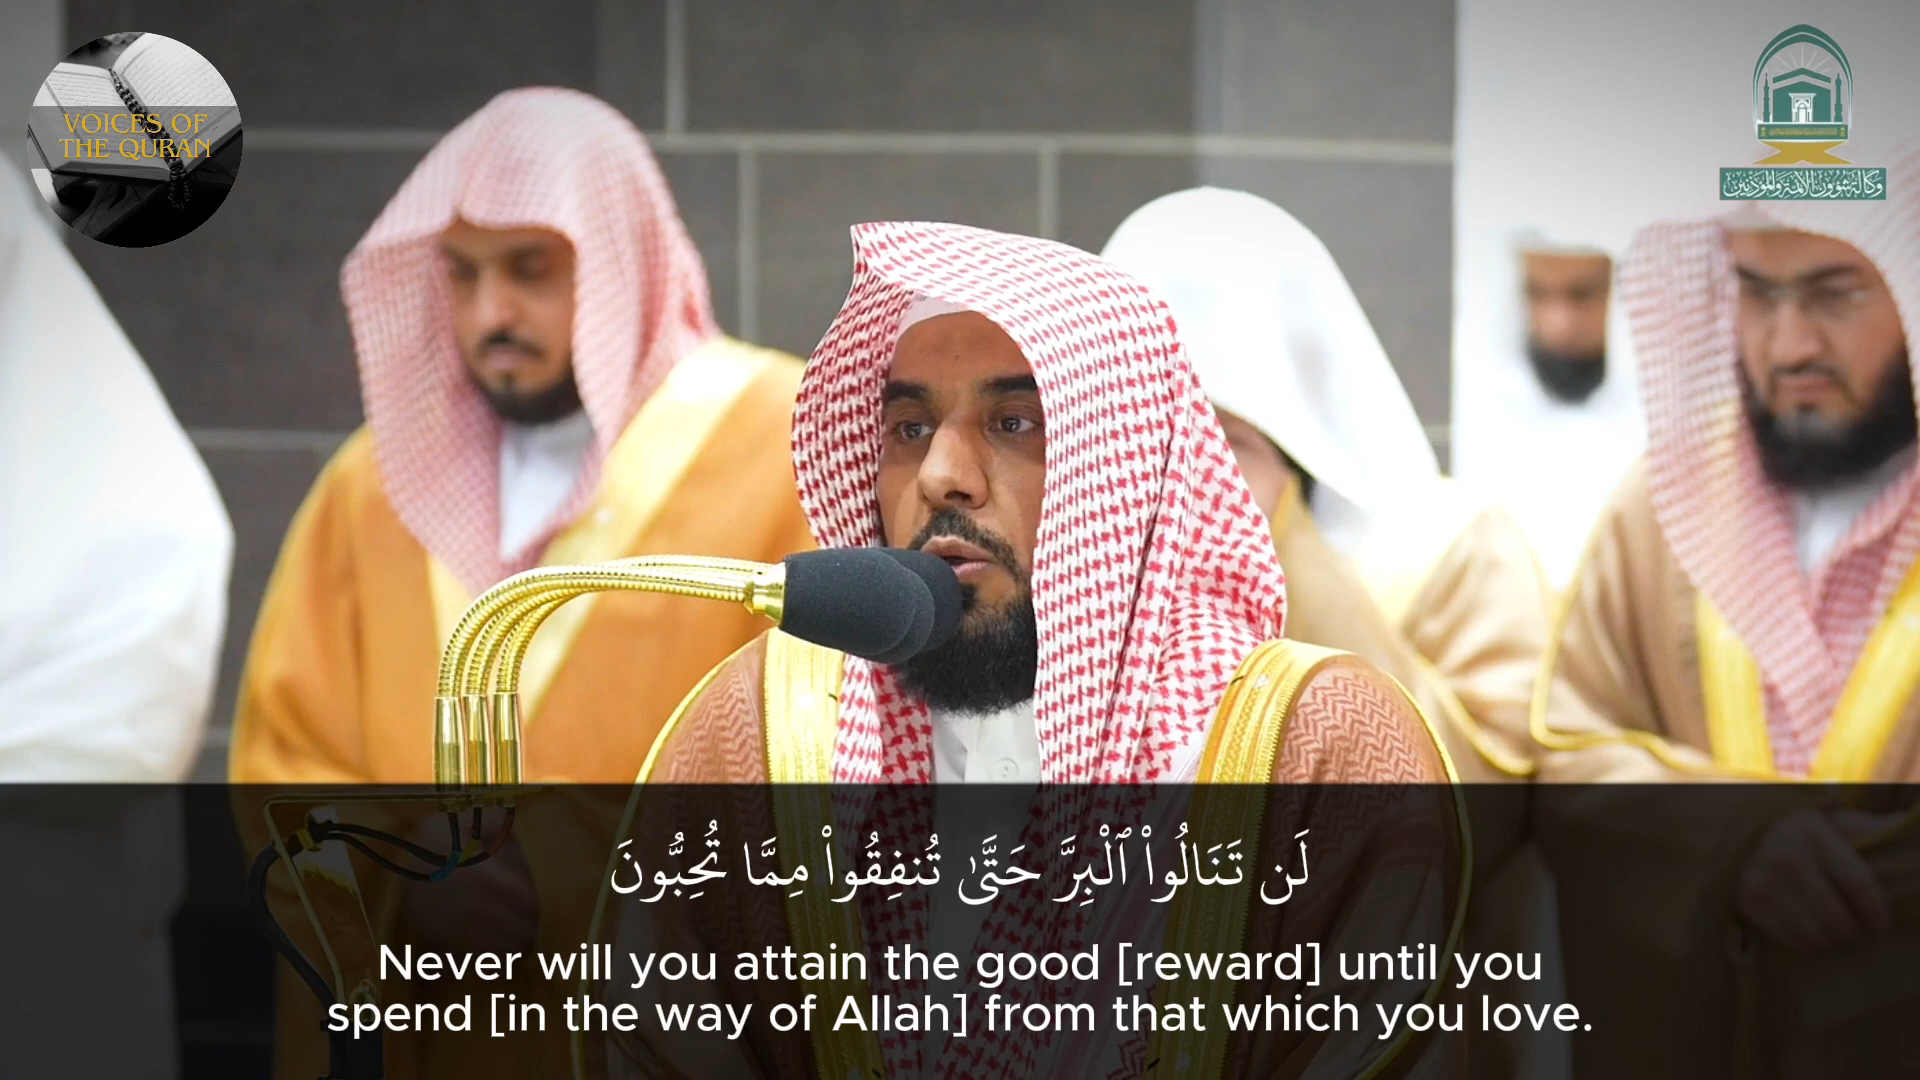 VOICES OF
THE QURAN
وكالة شؤون الأئمة والمؤذنين
لَن تَنَالُوا۟ ٱلْبِرَّ حَتَّىٰ تُنفِقُوا۟ مِمَّا تُحِبُّونَ
Never will you attain the good [reward] until you
spend [in the way of Allah] from that which you love.